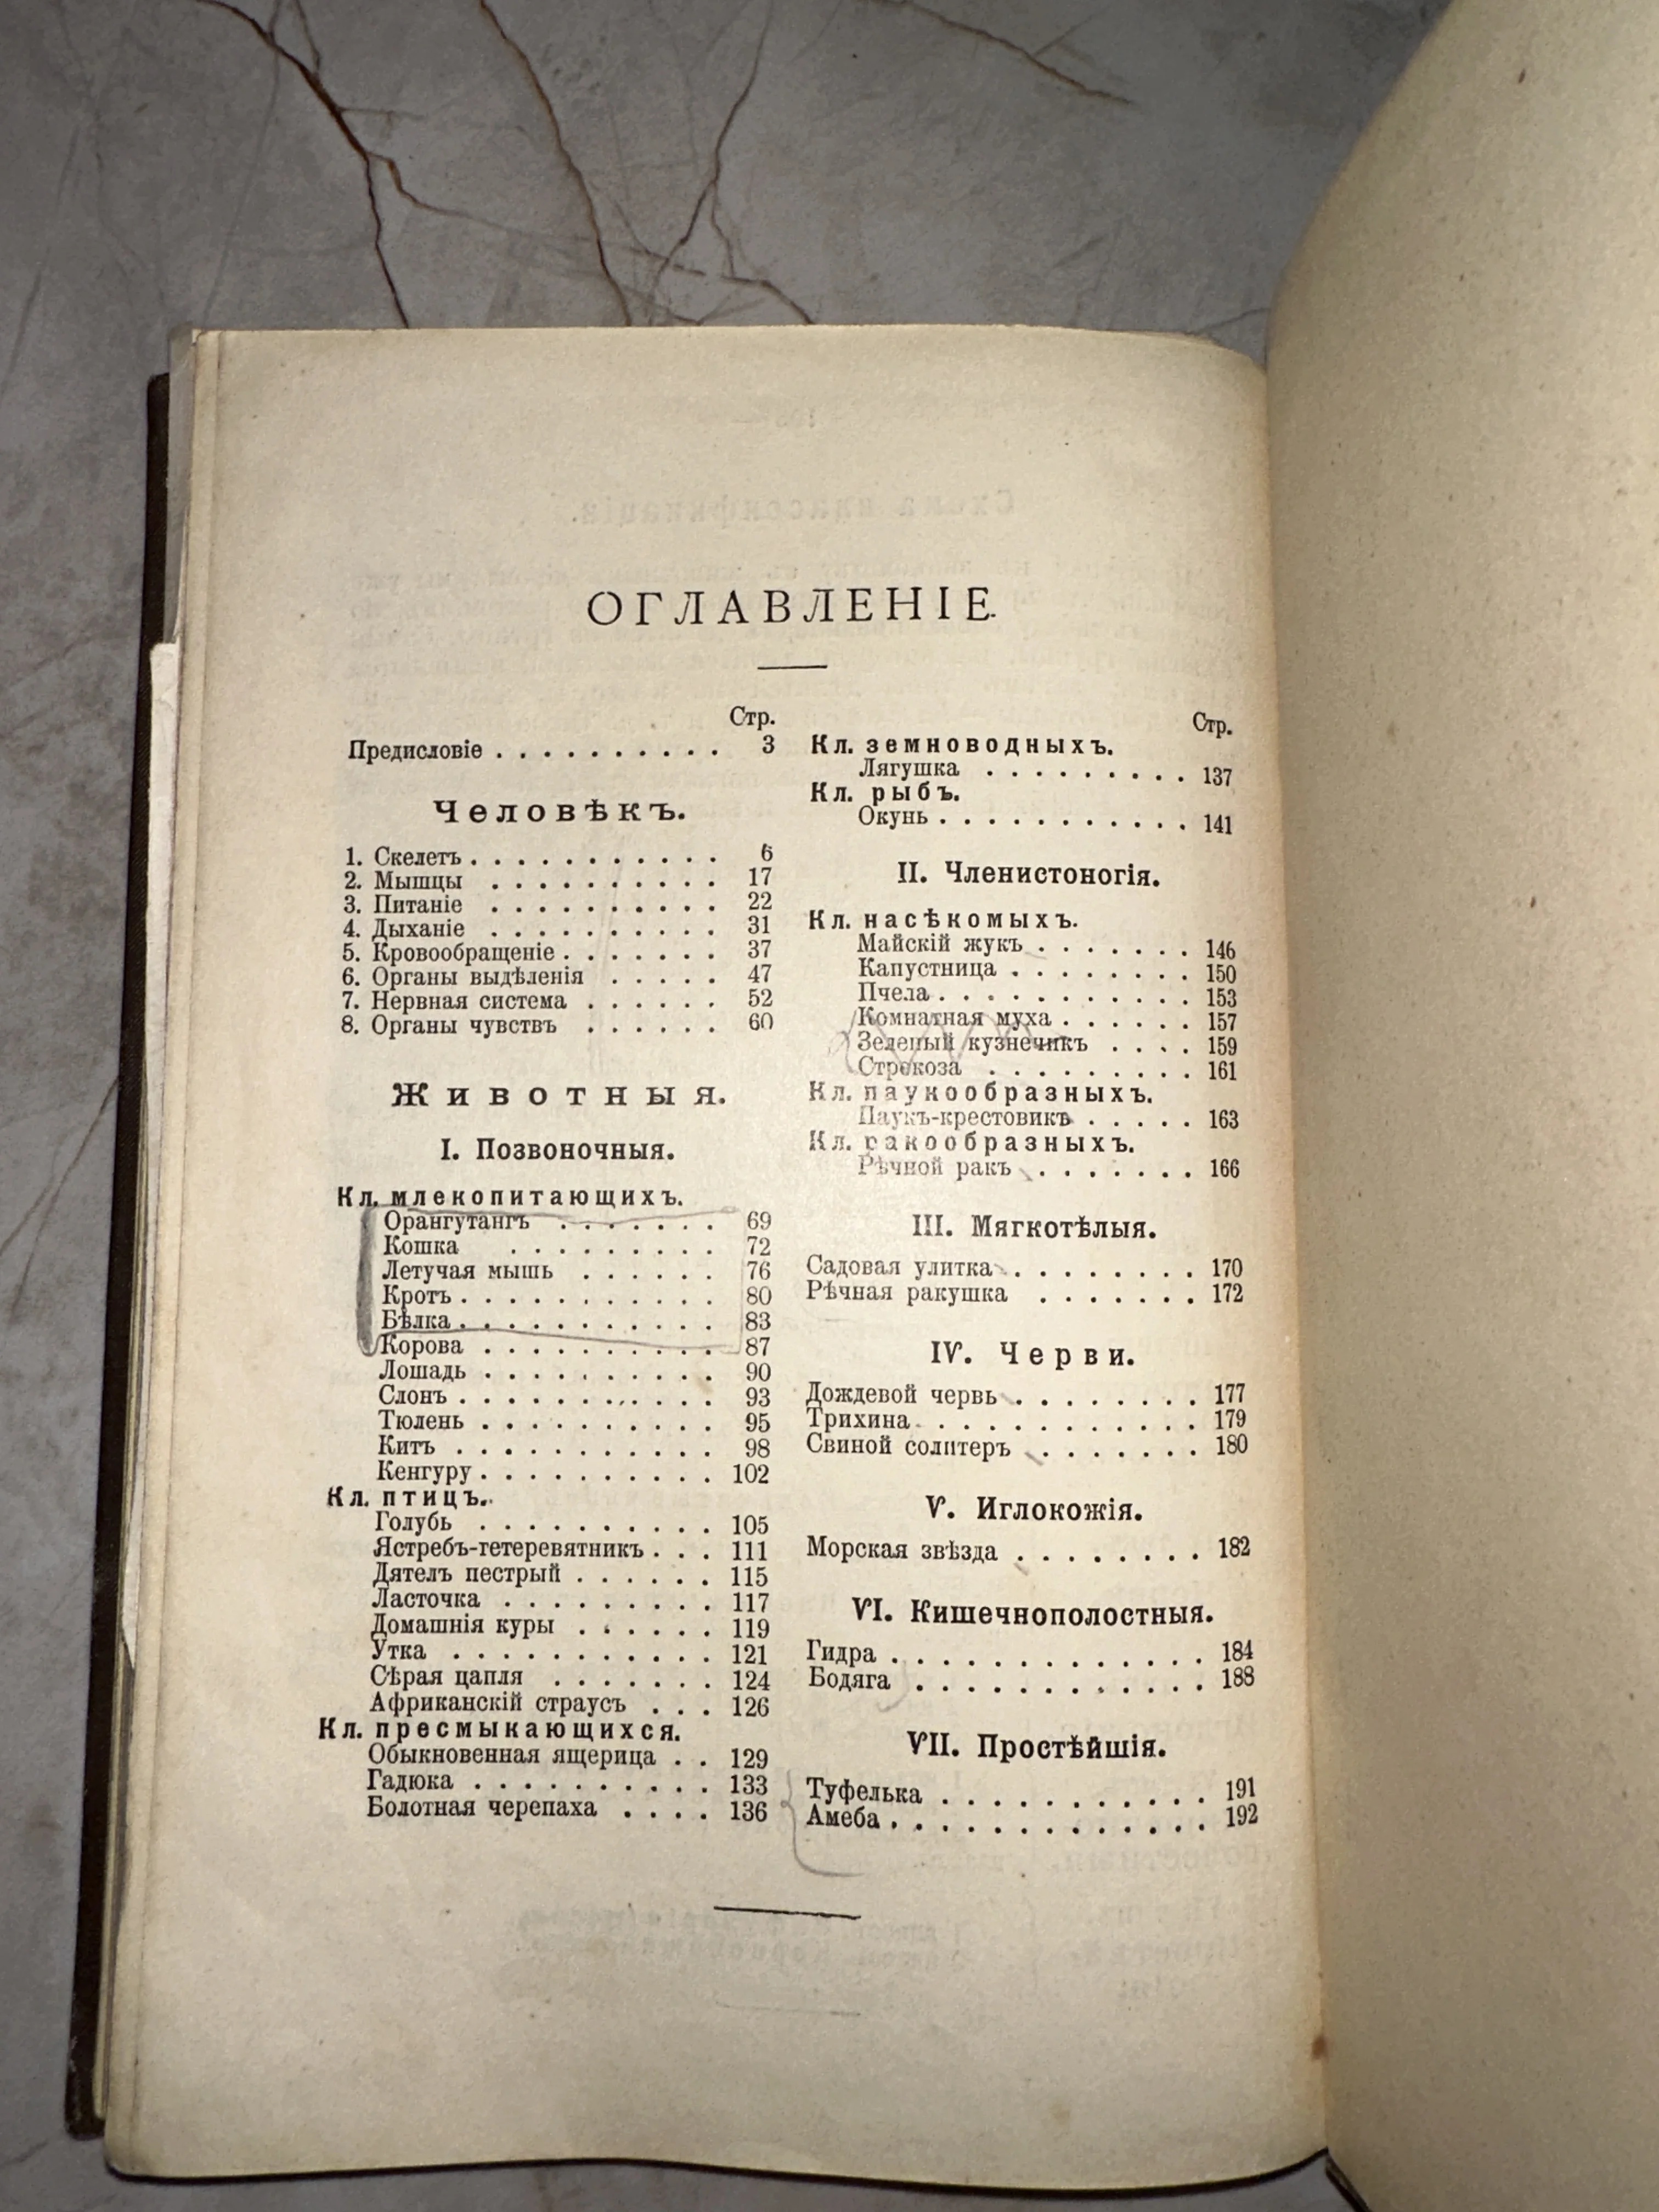 ОГЛАВЛЕНІЕ.
Стр.
Предисловіе . . . . . . . . . . 3
Человѣкъ.
1. Скелетъ . . . . . . . . . . . 6
2. Мышцы . . . . . . . . . . 17
3. Питаніе . . . . . . . . . . 22
4. Дыханіе . . . . . . . . . . 31
5. Кровообращеніе . . . . . . . 37
6. Органы выдѣленія . . . . . 47
7. Нервная система . . . . . . 52
8. Органы чувствъ . . . . . . 60
Животныя.
I. Позвоночныя.
Кл. млекопитающихъ.
Орангутангъ . . . . . . . 69
Кошка . . . . . . . . . 72
Летучая мышь . . . . . . 76
Кротъ . . . . . . . . . . . 80
Бѣлка . . . . . . . . . . . 83
Корова . . . . . . . . . . 87
Лошадь . . . . . . . . . . 90
Слонъ . . . . . . . . . . . 93
Тюлень . . . . . . . . . . 95
Китъ . . . . . . . . . . . 98
Кенгуру . . . . . . . . . . 102
Кл. птицъ.
Голубь . . . . . . . . . . 105
Ястребъ-тетеревятникъ . . . 111
Дятелъ пестрый . . . . . . 115
Ласточка . . . . . . . . . 117
Домашнія куры . . . . . . 119
Утка . . . . . . . . . . . 121
Сѣрая цапля . . . . . . . 124
Африканскій страусъ . . . 126
Кл. пресмыкающихся.
Обыкновенная ящерица . . 129
Гадюка . . . . . . . . . . 133
Болотная черепаха . . . . 136
Стр.
Кл. земноводныхъ.
Лягушка . . . . . . . . . 137
Кл. рыбъ.
Окунь . . . . . . . . . . . 141
II. Членистоногія.
Кл. насѣкомыхъ.
Майскій жукъ . . . . . . . 146
Капустница . . . . . . . . 150
Пчела . . . . . . . . . . . 153
Комнатная муха . . . . . . 157
Зеленый кузнечикъ . . . . 159
Стрекоза . . . . . . . . . 161
Кл. паукообразныхъ.
Паукъ-крестовикъ . . . . . 163
Кл. ракообразныхъ.
Рѣчной ракъ . . . . . . . 166
III. Мягкотѣлыя.
Садовая улитка . . . . . . . . 170
Рѣчная ракушка . . . . . . . 172
IV. Черви.
Дождевой червь . . . . . . . . 177
Трихина . . . . . . . . . . . . 179
Свиной солитеръ . . . . . . . 180
V. Иглокожія.
Морская звѣзда . . . . . . . . 182
VI. Кишечнополостныя.
Гидра . . . . . . . . . . . . . 184
Бодяга . . . . . . . . . . . . 188
VII. Простѣйшія.
Туфелька . . . . . . . . . . . 191
Амеба . . . . . . . . . . . . . 192